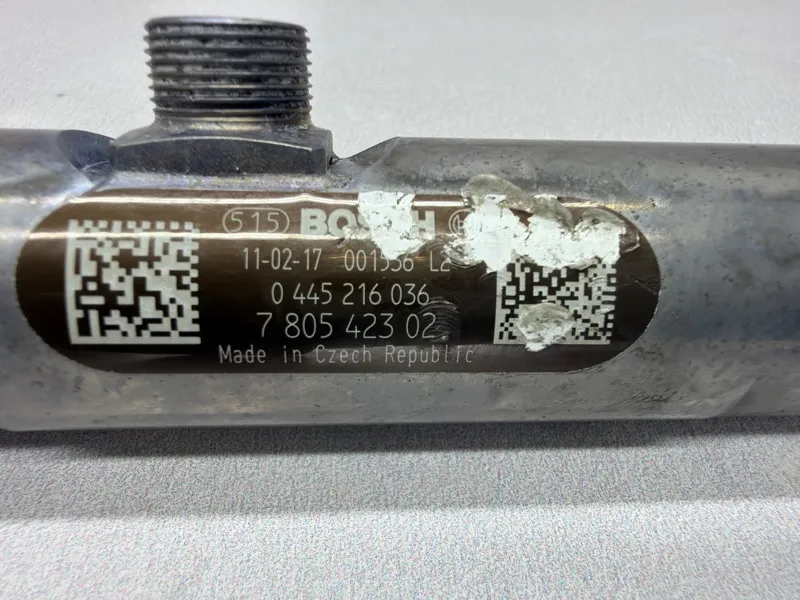 515 BOSCH
11-02-17 001536 L2
0 445 216 036
7 805 423 02
Made in Czech Republic